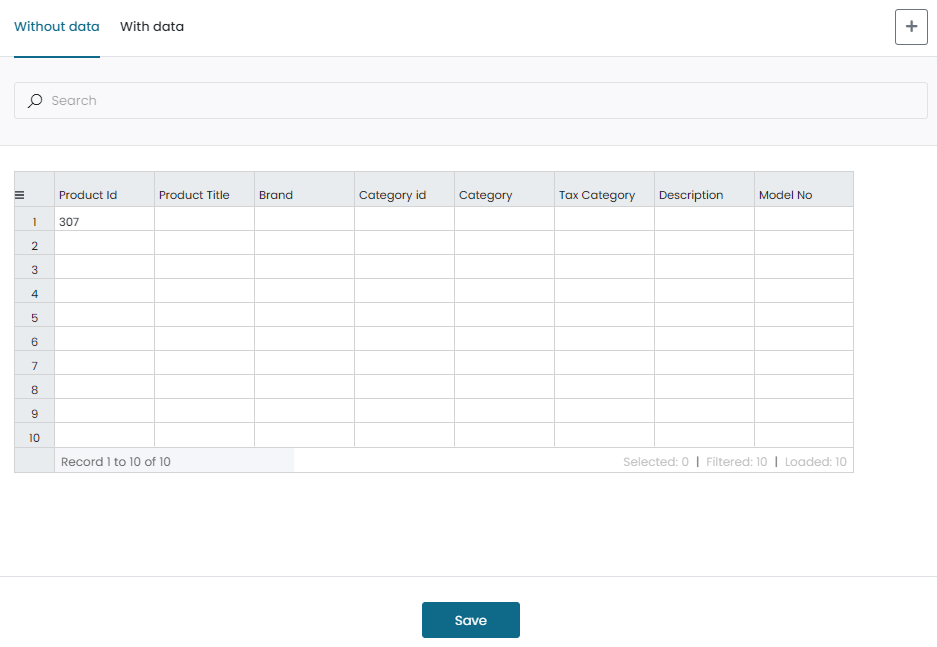 Without data With data +
Search
Product Id Product Title Brand Category id Category Tax Category Description Model No
1 307
2
3
4
5
6
7
8
9
10
Record 1 to 10 of 10 Selected: 0 | Filtered: 10 | Loaded: 10
Save